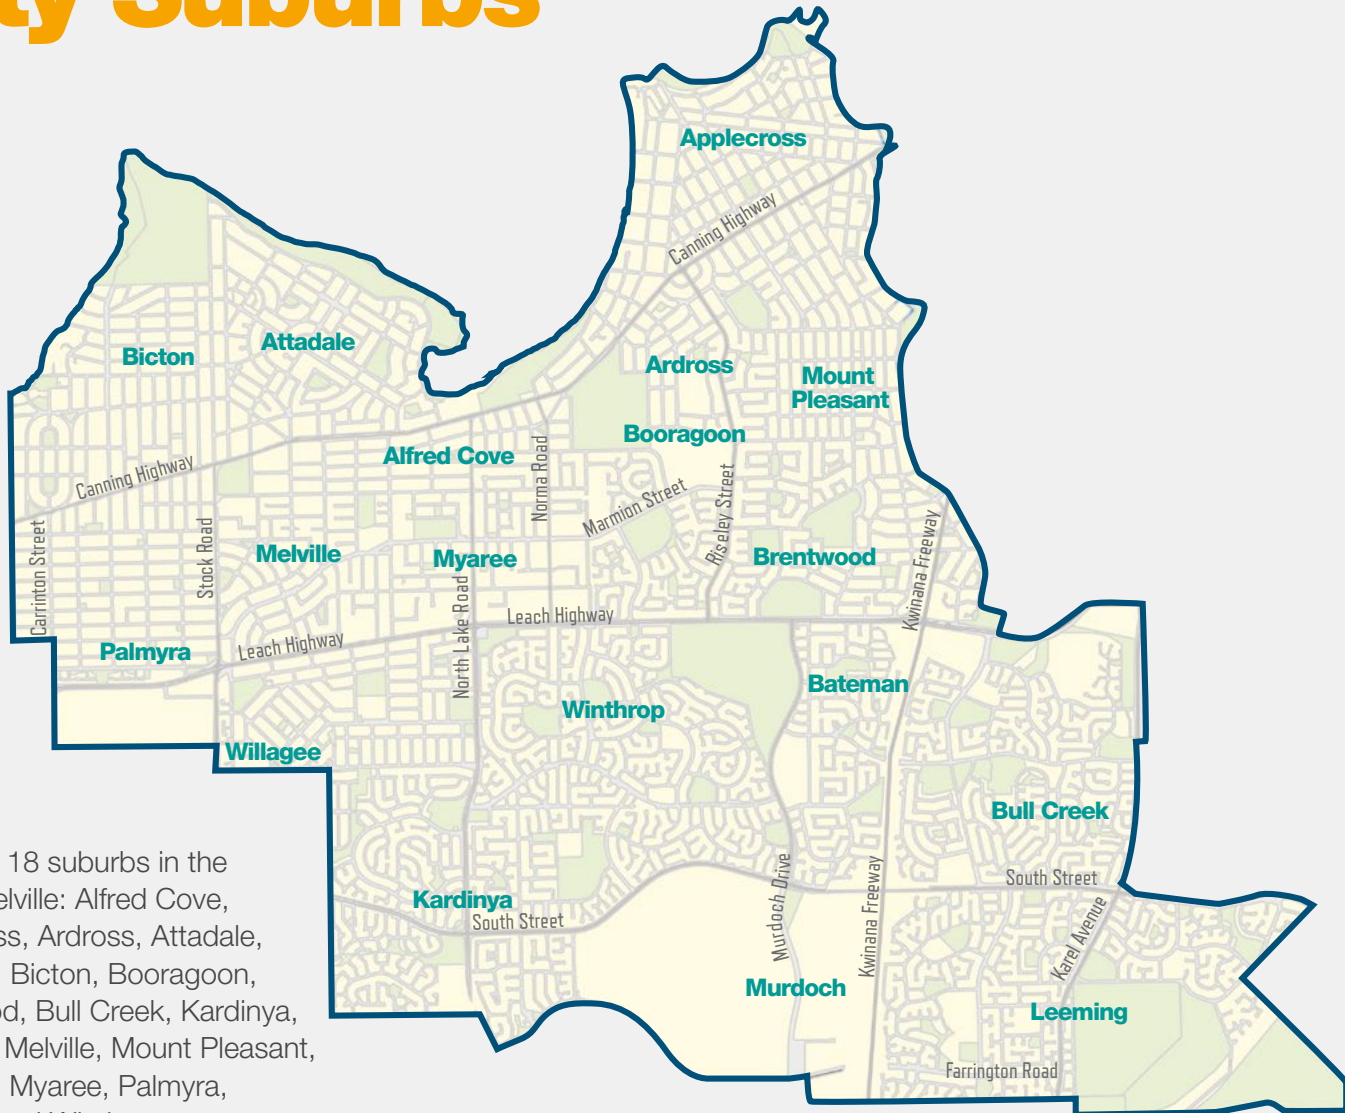 ty Suburbs
Applecross
Canning Highway
Bicton
Attadale
Ardross
Mount
Pleasant
Booragoon
Alfred Cove
Canning Highway
Norma Road
Marmion Street
Riseley Street
Carrinton Street
Stock Road
Melville
Myaree
Brentwood
Kwinana Freeway
Leach Highway
Leach Highway
North Lake Road
Palmyra
Bateman
Winthrop
Willagee
Bull Creek
18 suburbs in the
elville: Alfred Cove,
ss, Ardross, Attadale,
Bicton, Booragoon,
od, Bull Creek, Kardinya,
Melville, Mount Pleasant,
Myaree, Palmyra,
Kardinya
South Street
Murdoch Drive
Kwinana Freeway
South Street
Karel Avenue
Murdoch
Leeming
Farrington Road